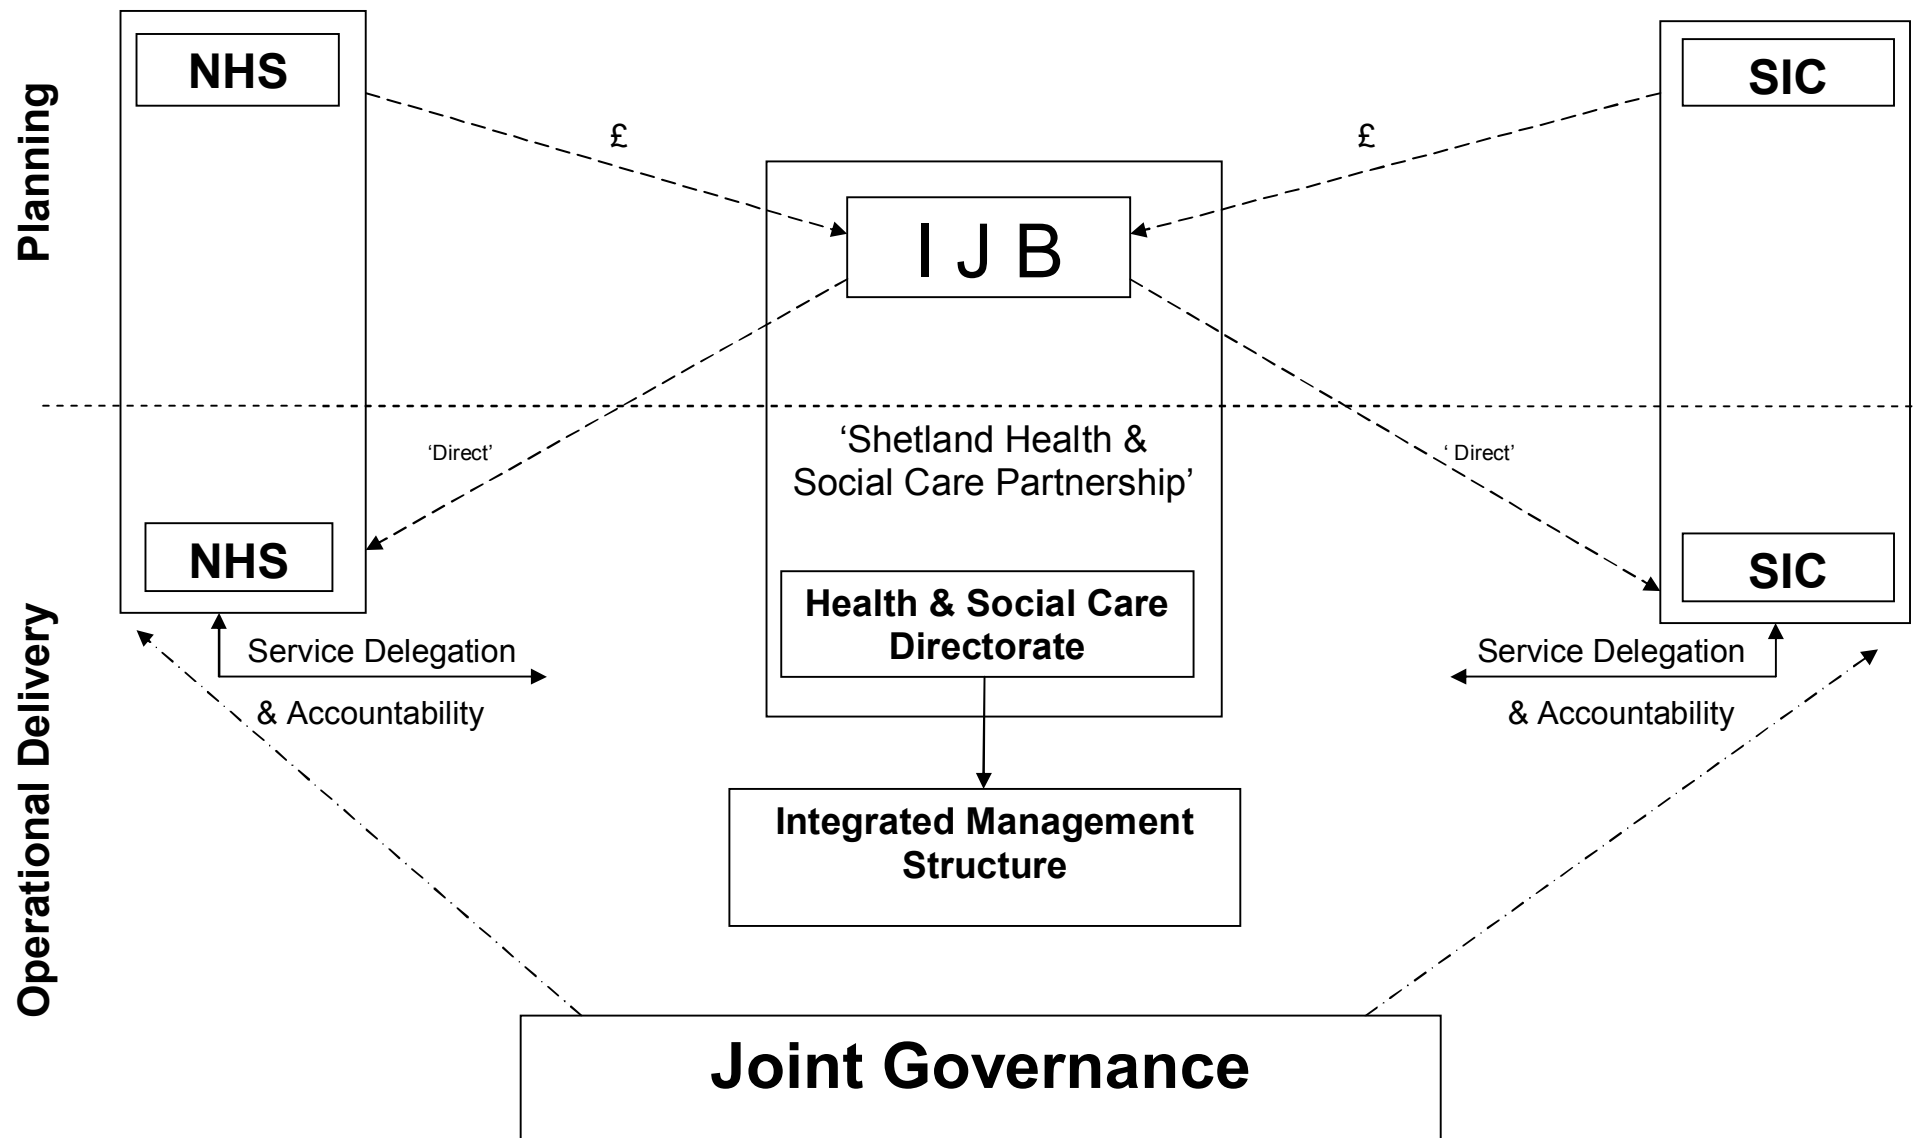 Planning
NHS
SIC
£
£
I J B
'Direct'
' Direct'
‘Shetland Health &
Social Care Partnership’
NHS
SIC
Operational Delivery
Health & Social Care
Directorate
Service Delegation
& Accountability
Service Delegation
& Accountability
Integrated Management
Structure
Joint Governance